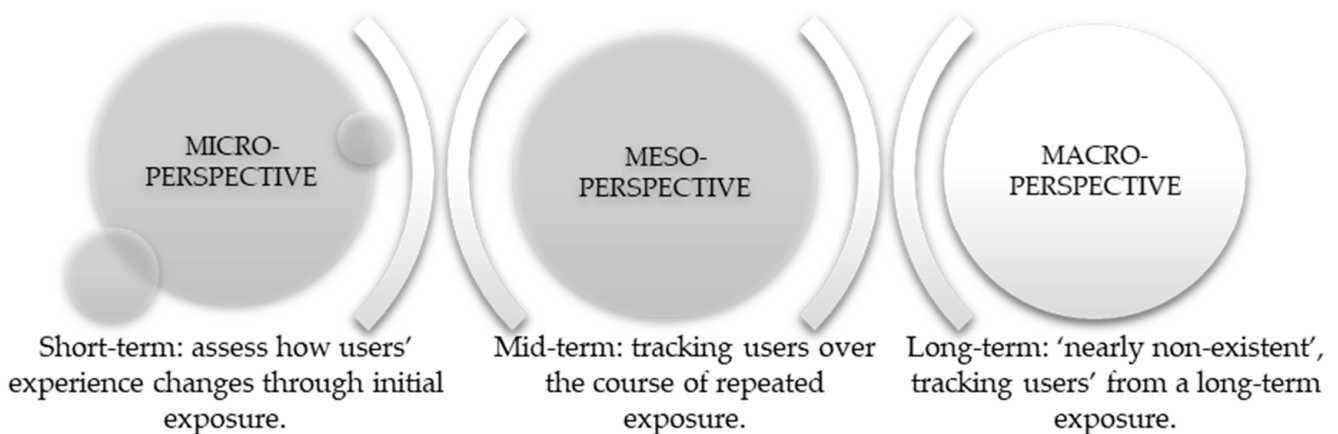 MICRO-
PERSPECTIVE
MESO-
PERSPECTIVE
MACRO-
PERSPECTIVE
Short-term: assess how users’
experience changes through initial
exposure.
Mid-term: tracking users over
the course of repeated
exposure.
Long-term: ‘nearly non-existent’,
tracking users’ from a long-term
exposure.